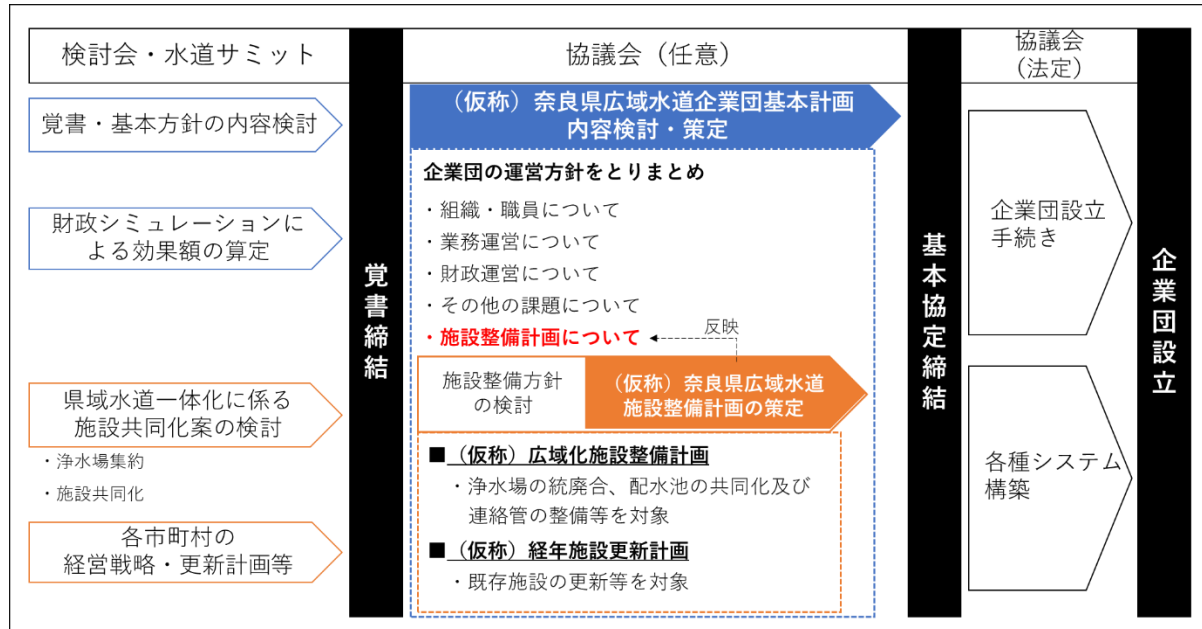 検討会・水道サミット
覚書・基本方針の内容検討
財政シミュレーションに
よる効果額の算定
県域水道一体化に係る
施設共同化案の検討
・浄水場集約
・施設共同化
各市町村の
経営戦略・更新計画等
覚書締結
協議会（任意）
（仮称）奈良県広域水道企業団基本計画
内容検討・策定
企業団の運営方針をとりまとめ
・組織・職員について
・業務運営について
・財政運営について
・その他の課題について
・施設整備計画について
反映
施設整備方針
の検討
（仮称）奈良県広域水道
施設整備計画の策定
■（仮称）広域化施設整備計画
・浄水場の統廃合、配水池の共同化及び
連絡管の整備等を対象
■（仮称）経年施設更新計画
・既存施設の更新等を対象
基本協定締結
協議会
（法定）
企業団設立
手続き
各種システム
構築
企業団設立